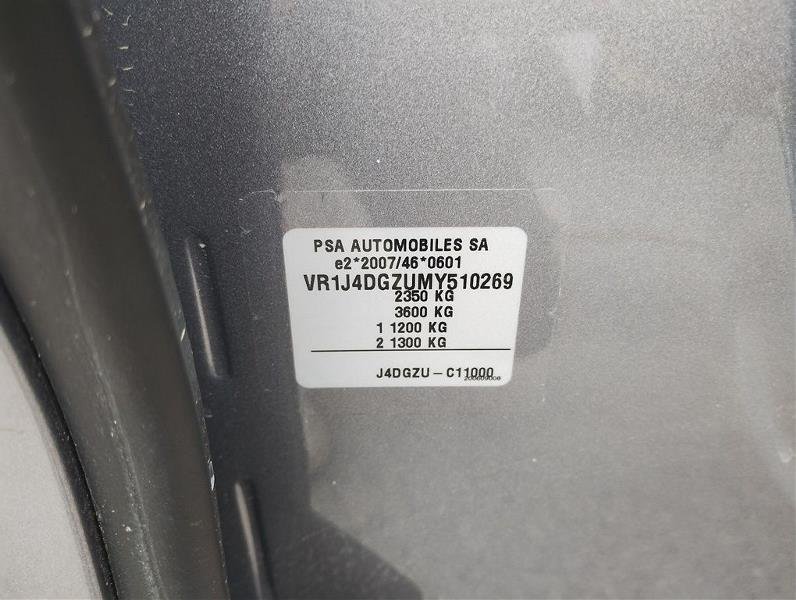 PSA AUTOMOBILES SA
e2*2007/46*0601
VR1J4DGZUMY510269
2350 KG
3600 KG
1 1200 KG
2 1300 KG
J4DGZU-C11000